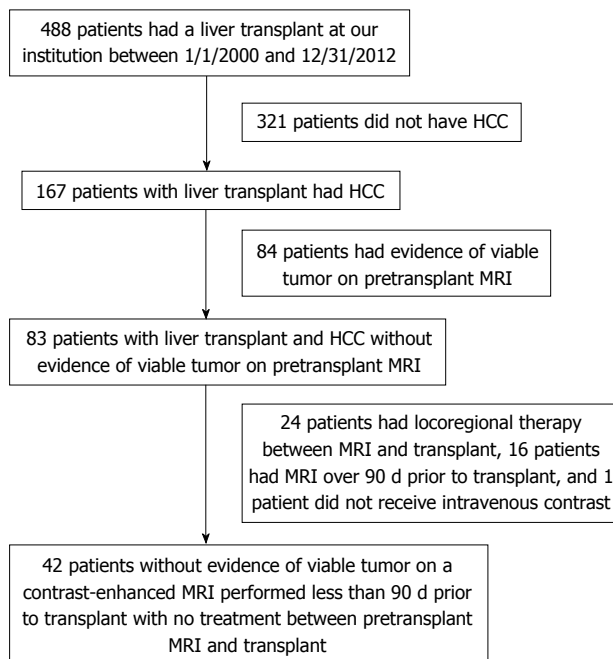 488 patients had a liver transplant at our
institution between 1/1/2000 and 12/31/2012
321 patients did not have HCC
167 patients with liver transplant had HCC
84 patients had evidence of viable
tumor on pretransplant MRI
83 patients with liver transplant and HCC without
evidence of viable tumor on pretransplant MRI
24 patients had locoregional therapy
between MRI and transplant, 16 patients
had MRI over 90 d prior to transplant, and 1
patient did not receive intravenous contrast
42 patients without evidence of viable tumor on a
contrast-enhanced MRI performed less than 90 d prior
to transplant with no treatment between pretransplant
MRI and transplant